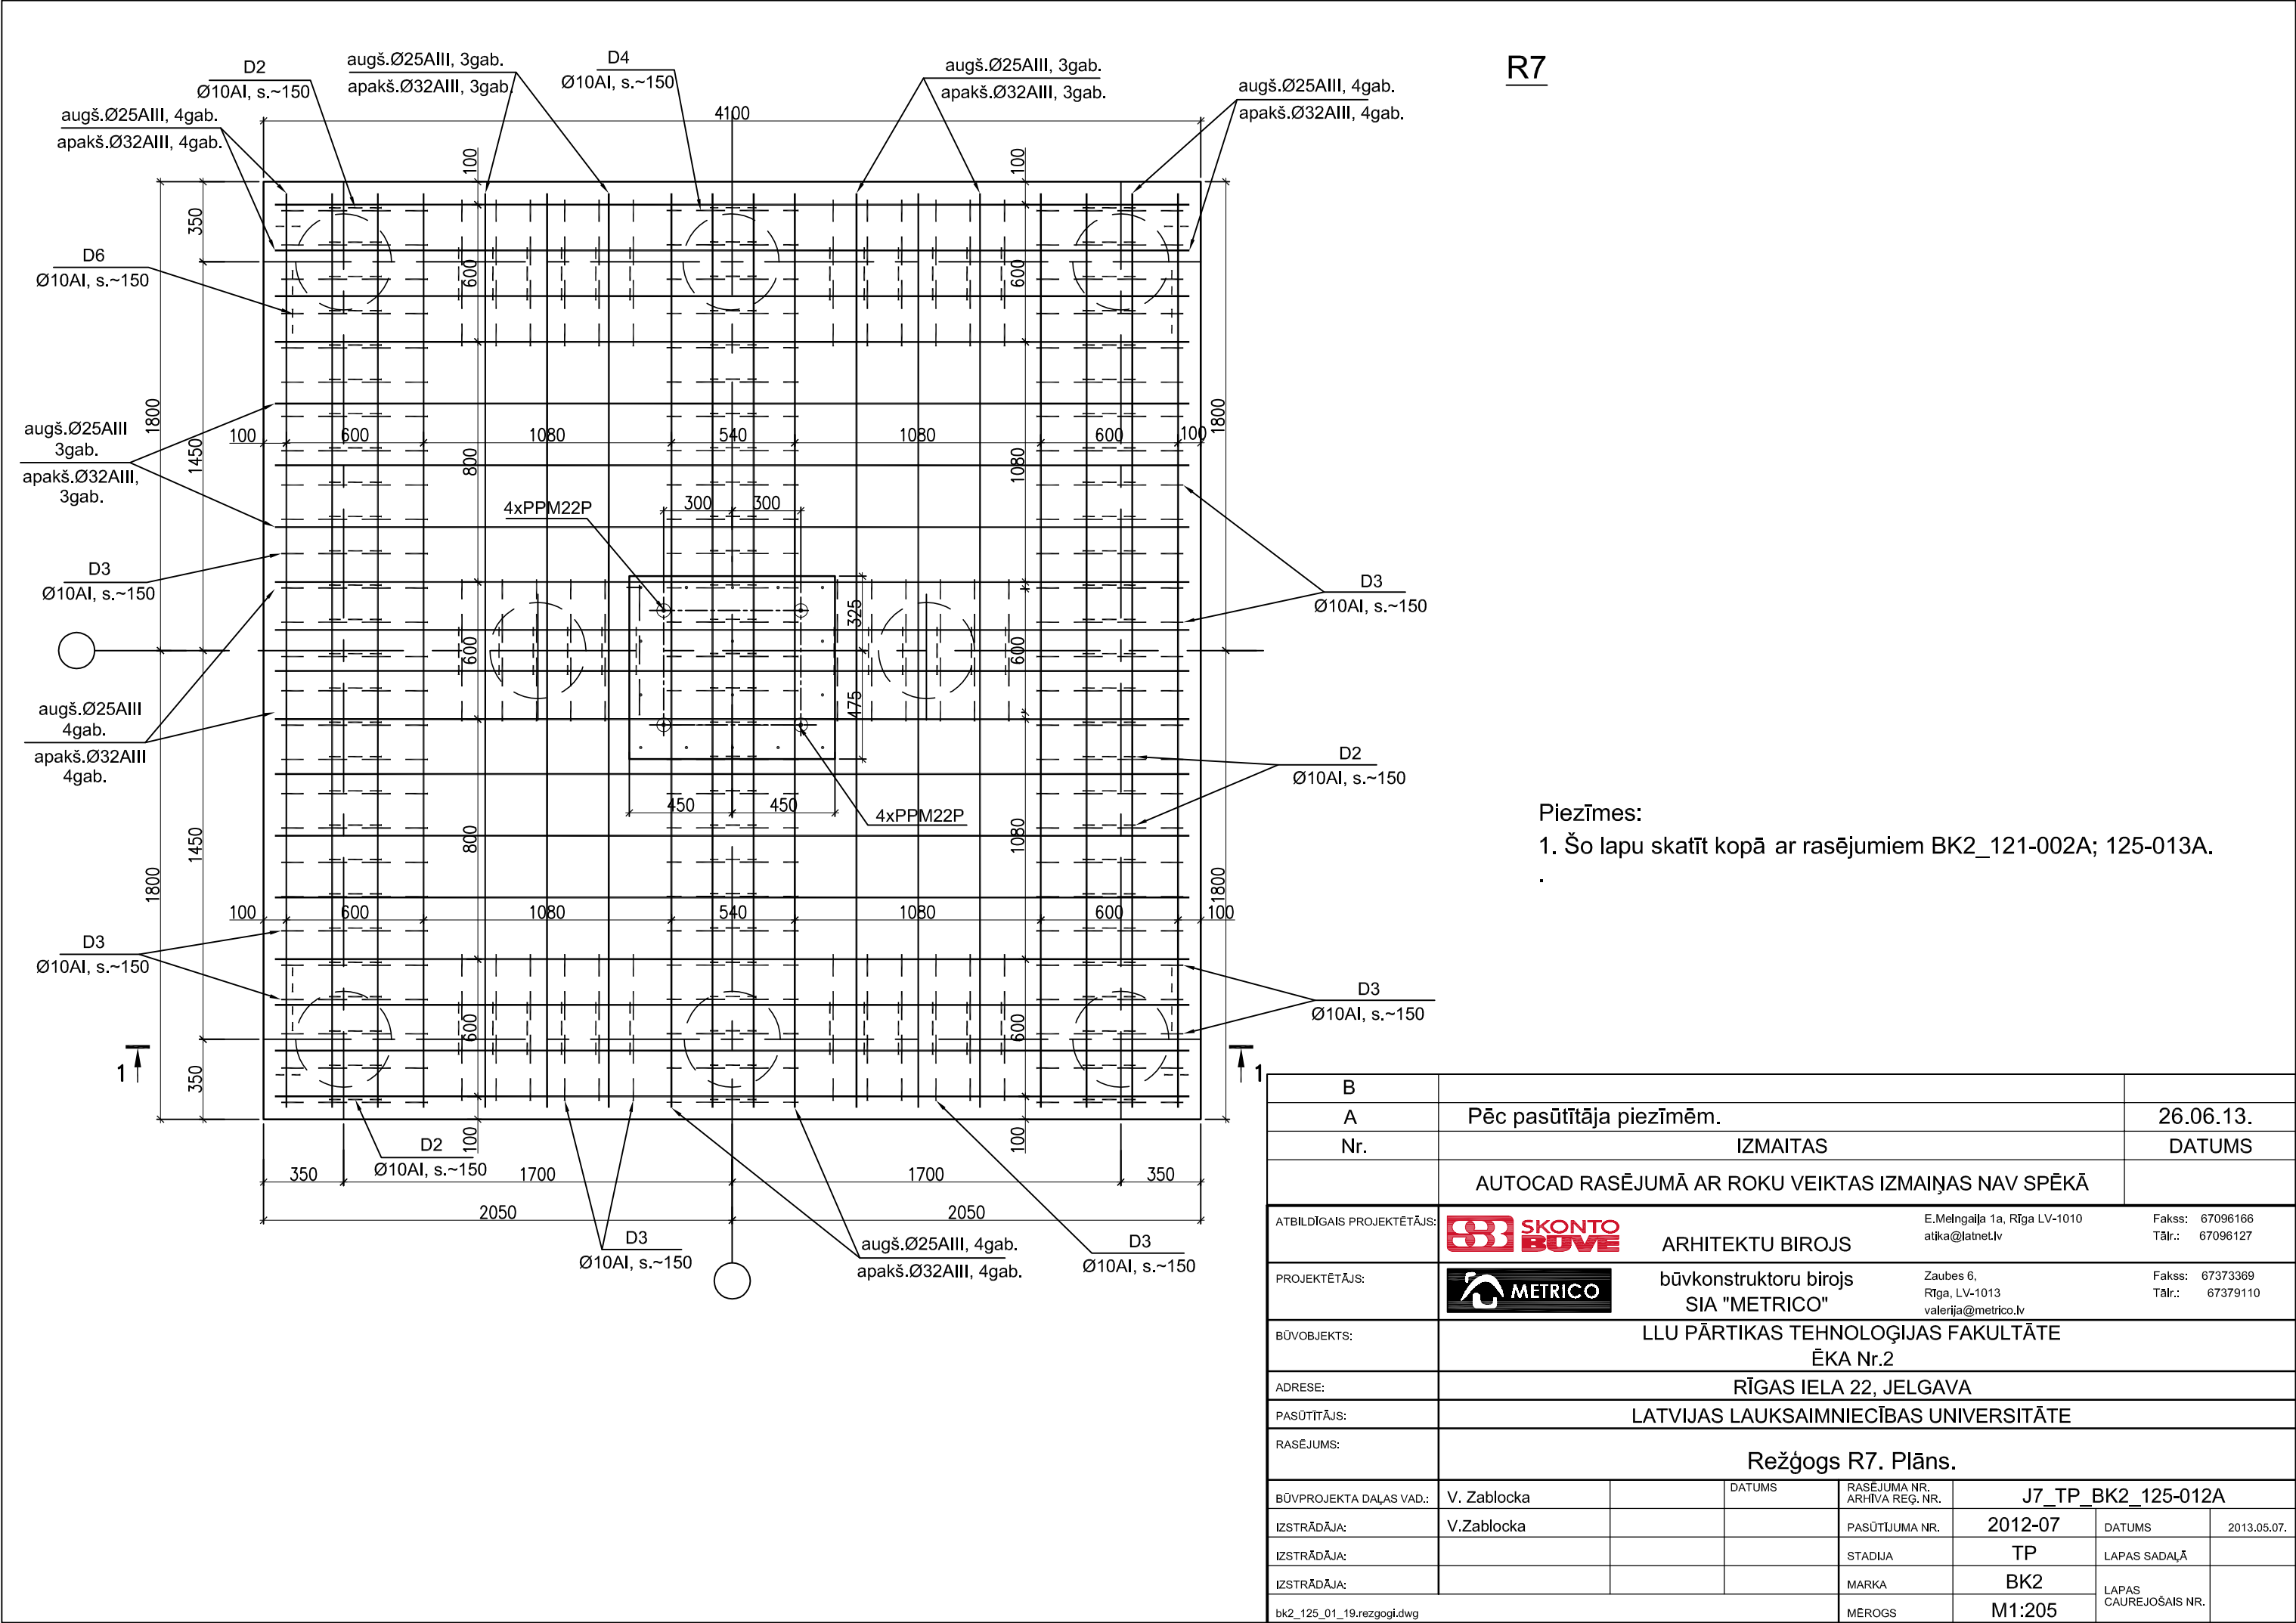 R7
D2
Ø10AI, s.~150
augš.Ø25AIII, 3gab.
apakš.Ø32AIII, 3gab.
D4
Ø10AI, s.~150
augš.Ø25AIII, 3gab.
apakš.Ø32AIII, 3gab.
augš.Ø25AIII, 4gab.
apakš.Ø32AIII, 4gab.
augš.Ø25AIII, 4gab.
apakš.Ø32AIII, 4gab.
4100
100
100
350
D6
Ø10AI, s.~150
600
600
1800
1450
augš.Ø25AIII
3gab.
apakš.Ø32AIII,
3gab.
100
600
1080
540
1080
600
100
1800
800
1080
4xPPM22P
300
300
D3
Ø10AI, s.~150
D3
Ø10AI, s.~150
325
600
600
475
augš.Ø25AIII
4gab.
apakš.Ø32AIII
4gab.
D2
Ø10AI, s.~150
450
450
4xPPM22P
1450
800
1080
1800
1800
100
600
1080
540
1080
600
100
D3
Ø10AI, s.~150
D3
Ø10AI, s.~150
600
600
1
1
350
D2
Ø10AI, s.~150
100
100
350
1700
1700
350
2050
2050
D3
Ø10AI, s.~150
augš.Ø25AIII, 4gab.
apakš.Ø32AIII, 4gab.
D3
Ø10AI, s.~150
Piezīmes:
1. Šo lapu skatīt kopā ar rasējumiem BK2_121-002A; 125-013A.
.
B
A Pēc pasūtītāja piezīmēm. 26.06.13.
Nr. IZMAITAS DATUMS
AUTOCAD RASĒJUMĀ AR ROKU VEIKTAS IZMAIŅAS NAV SPĒKĀ
ATBILDĪGAIS PROJEKTĒTĀJS:
SKONTO
BŪVE
ARHITEKTU BIROJS
E.Melngaiļa 1a, Rīga LV-1010
atika@latnet.lv
Fakss: 67096166
Tālr.: 67096127
PROJEKTĒTĀJS:
METRICO
būvkonstruktoru birojs
SIA "METRICO"
Zaubes 6,
Rīga, LV-1013
valerija@metrico.lv
Fakss: 67373369
Tālr.: 67379110
BŪVOBJEKTS:
LLU PĀRTIKAS TEHNOLOĢIJAS FAKULTĀTE
ĒKA Nr.2
ADRESE: RĪGAS IELA 22, JELGAVA
PASŪTĪTĀJS: LATVIJAS LAUKSAIMNIECĪBAS UNIVERSITĀTE
RASĒJUMS:
Režģogs R7. Plāns.
BŪVPROJEKTA DAĻAS VAD.: V. Zablocka DATUMS
RASĒJUMA NR.
ARHĪVA REĢ. NR.
J7_TP_BK2_125-012A
IZSTRĀDĀJA: V.Zablocka PASŪTĪJUMA NR. 2012-07 DATUMS 2013.05.07.
IZSTRĀDĀJA: STADIJA TP LAPAS SADAĻĀ
IZSTRĀDĀJA: MARKA BK2
LAPAS
CAUREJOŠAIS NR.
bk2_125_01_19.rezgogi.dwg MĒROGS M1:205